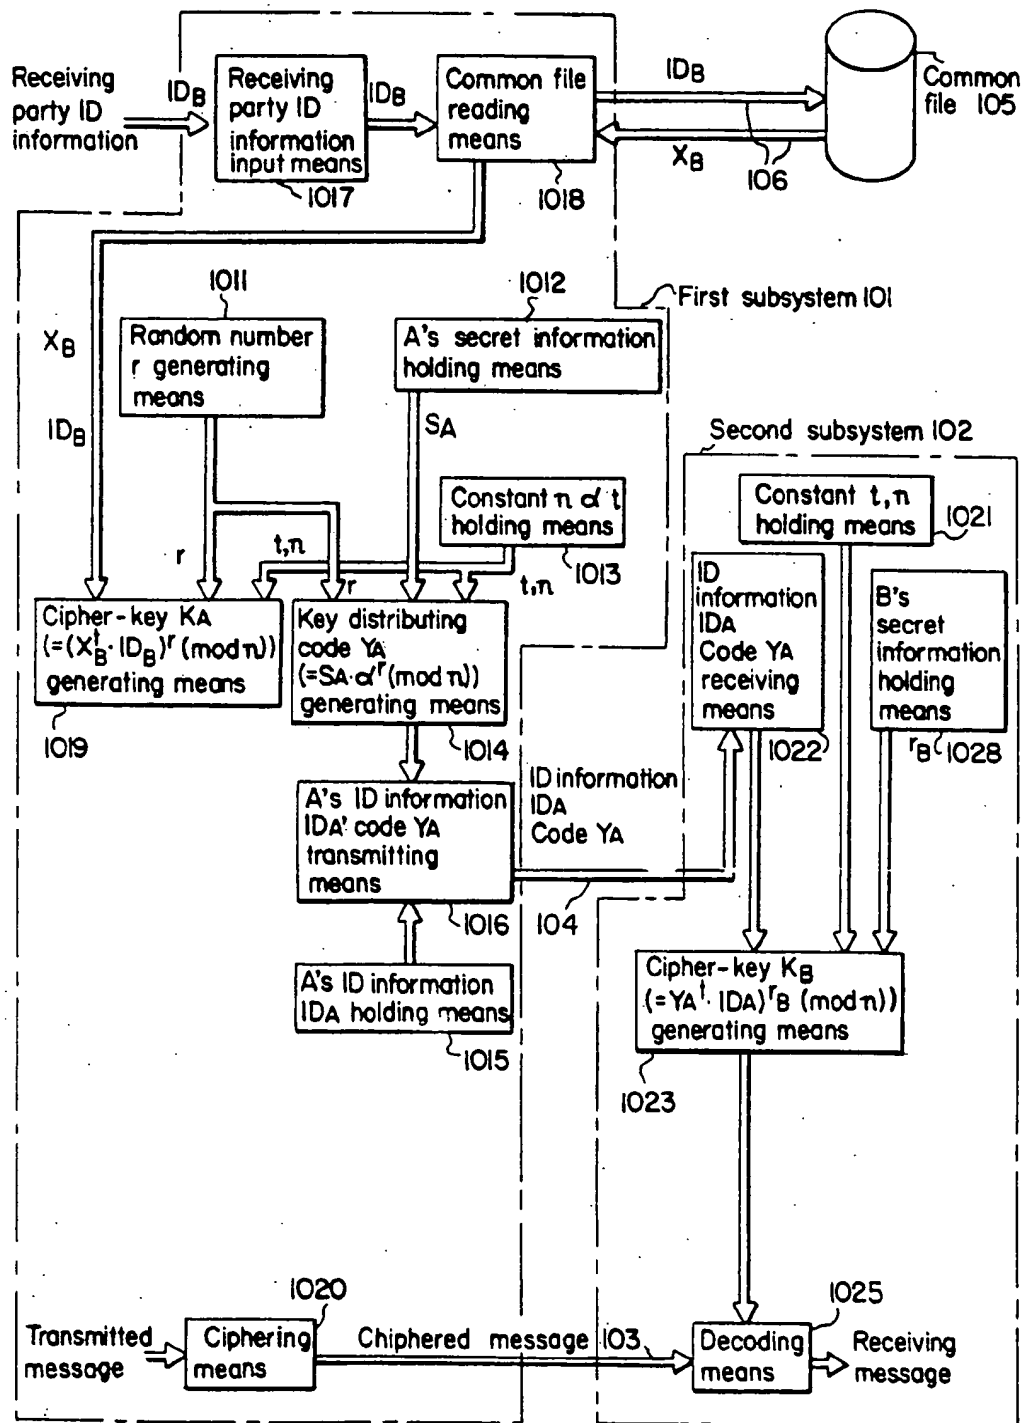 Receiving
party ID
information
IDB
Receiving
party ID
information
input means
1017
IDB
Common file
reading
means
1018
IDB
XB
106
Common
file 105
First subsystem 101
XB
IDB
1011
Random number
r generating
means
1012
A's secret information
holding means
SA
Constant n α t
holding means
1013
r
t,n
r
t,n
Cipher-key KA
(=(XB^t·IDB)^r (mod n))
generating means
1019
Key distributing
code YA
(=SA·α^r (mod n))
generating means
1014
A's ID information
IDA' code YA
transmitting
means
1016
A's ID information
IDA holding means
1015
ID information
IDA
Code YA
104
Second subsystem 102
Constant t,n
holding means
1021
ID
information
IDA
Code YA
receiving
means
1022
B's
secret
information
holding
means
rB
1028
Cipher-key KB
(=YA^t· IDA)^rB (mod n))
generating means
1023
Transmitted
message
1020
Ciphering
means
Chiphered message 103
1025
Decoding
means
Receiving
message